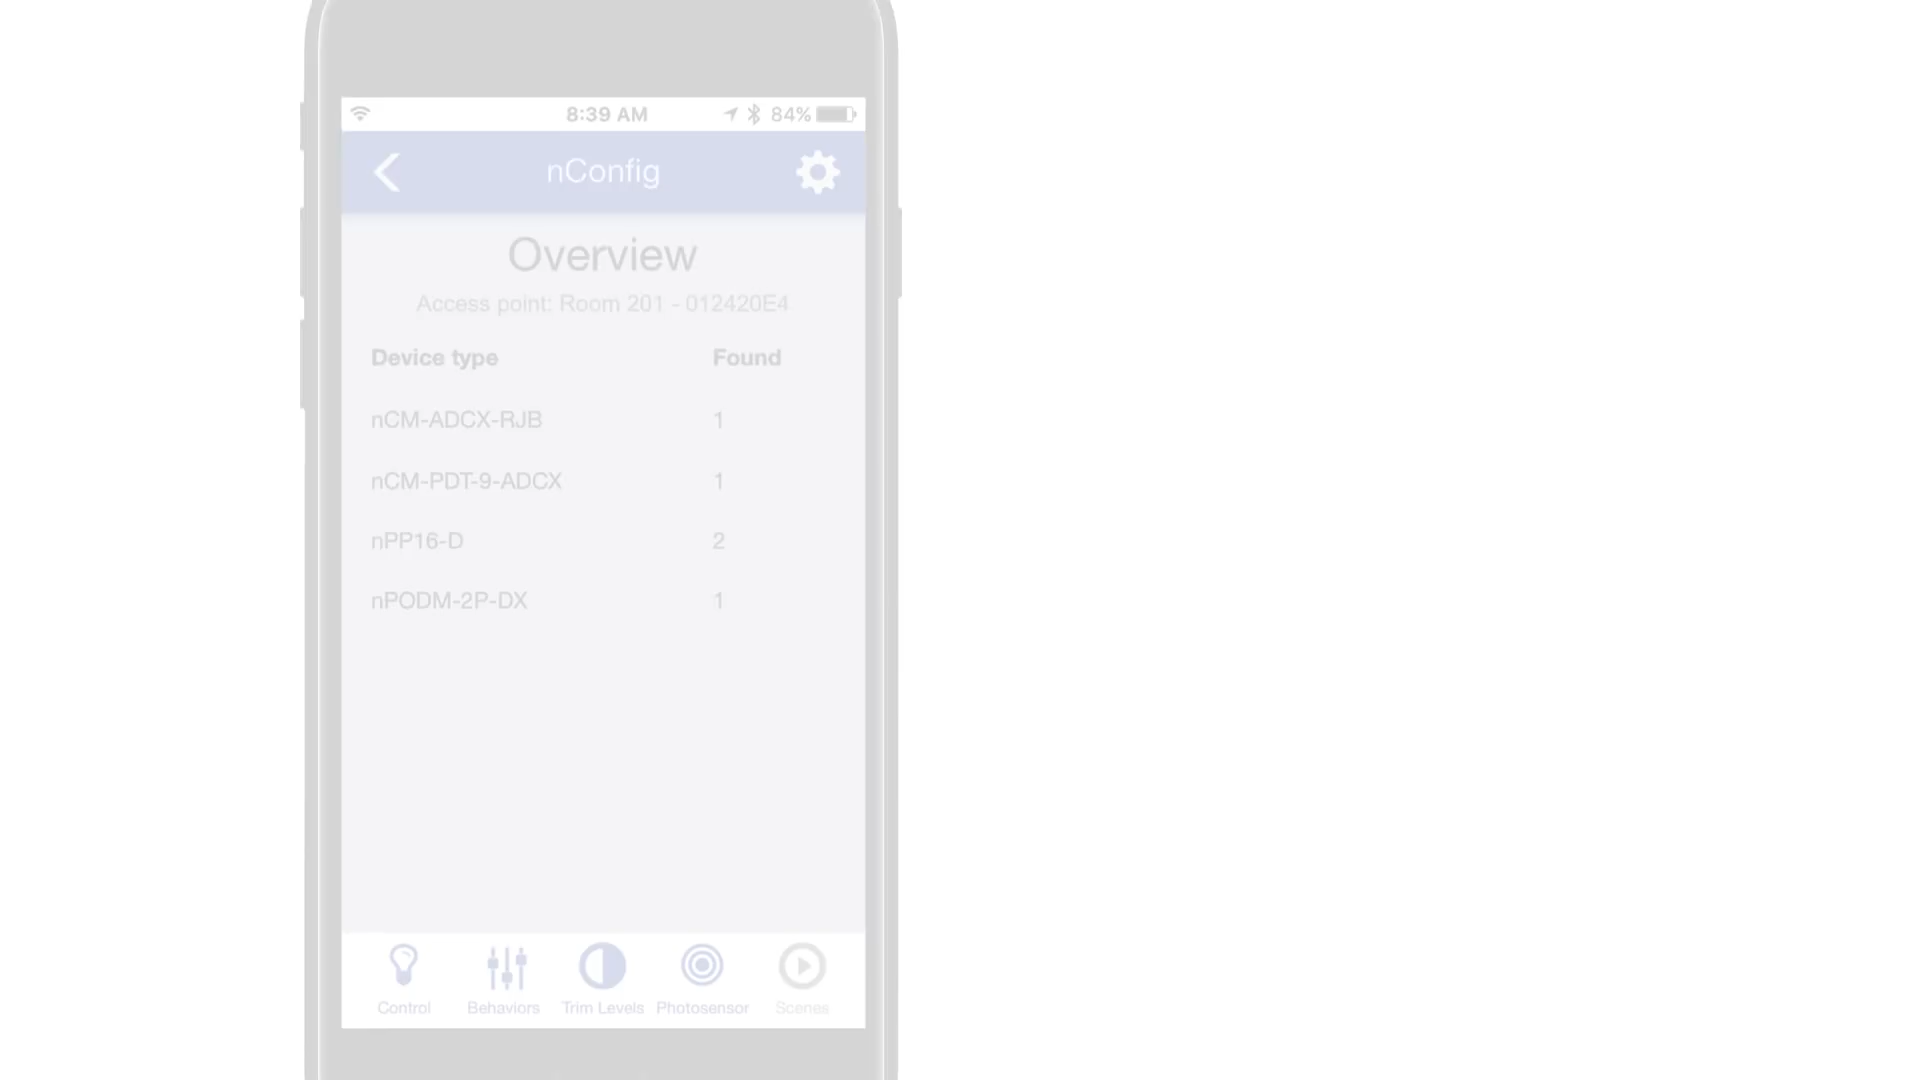 8:39 AM 84%
nConfig
Overview
Access point: Room 201 - 012420E4
Device type Found
nCM-ADCX-RJB 1
nCM-PDT-9-ADCX 1
nPP16-D 2
nPODM-2P-DX 1
Control Behaviors Trim Levels Photosensor Scenes